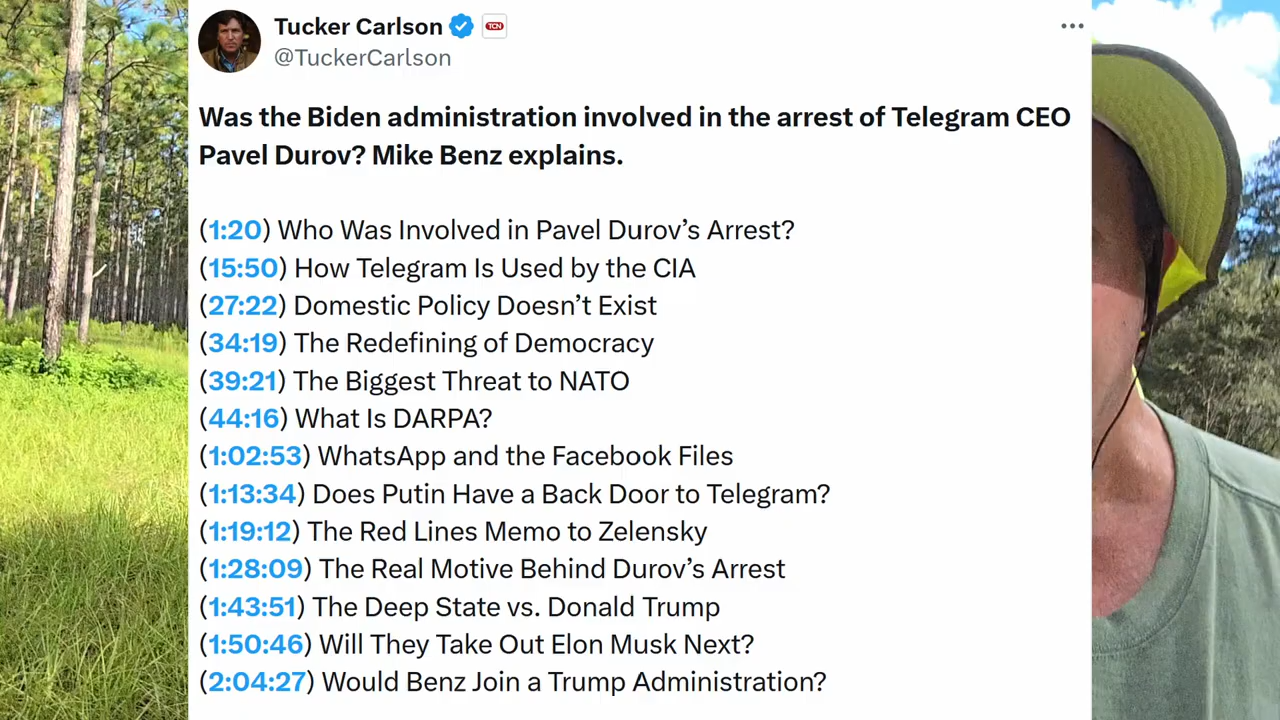 Tucker Carlson TCN
@TuckerCarlson
Was the Biden administration involved in the arrest of Telegram CEO
Pavel Durov? Mike Benz explains.
(1:20) Who Was Involved in Pavel Durov’s Arrest?
(15:50) How Telegram Is Used by the CIA
(27:22) Domestic Policy Doesn’t Exist
(34:19) The Redefining of Democracy
(39:21) The Biggest Threat to NATO
(44:16) What Is DARPA?
(1:02:53) WhatsApp and the Facebook Files
(1:13:34) Does Putin Have a Back Door to Telegram?
(1:19:12) The Red Lines Memo to Zelensky
(1:28:09) The Real Motive Behind Durov’s Arrest
(1:43:51) The Deep State vs. Donald Trump
(1:50:46) Will They Take Out Elon Musk Next?
(2:04:27) Would Benz Join a Trump Administration?